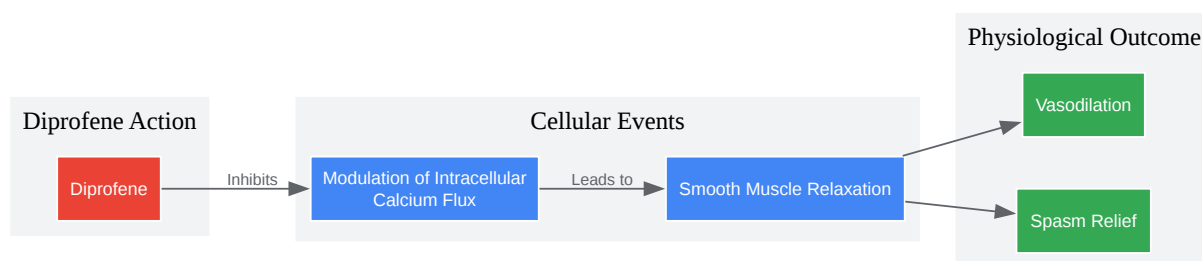 Diprofene Action
Diprofene
Inhibits
Cellular Events
Modulation of Intracellular
Calcium Flux
Leads to
Smooth Muscle Relaxation
Physiological Outcome
Vasodilation
Spasm Relief